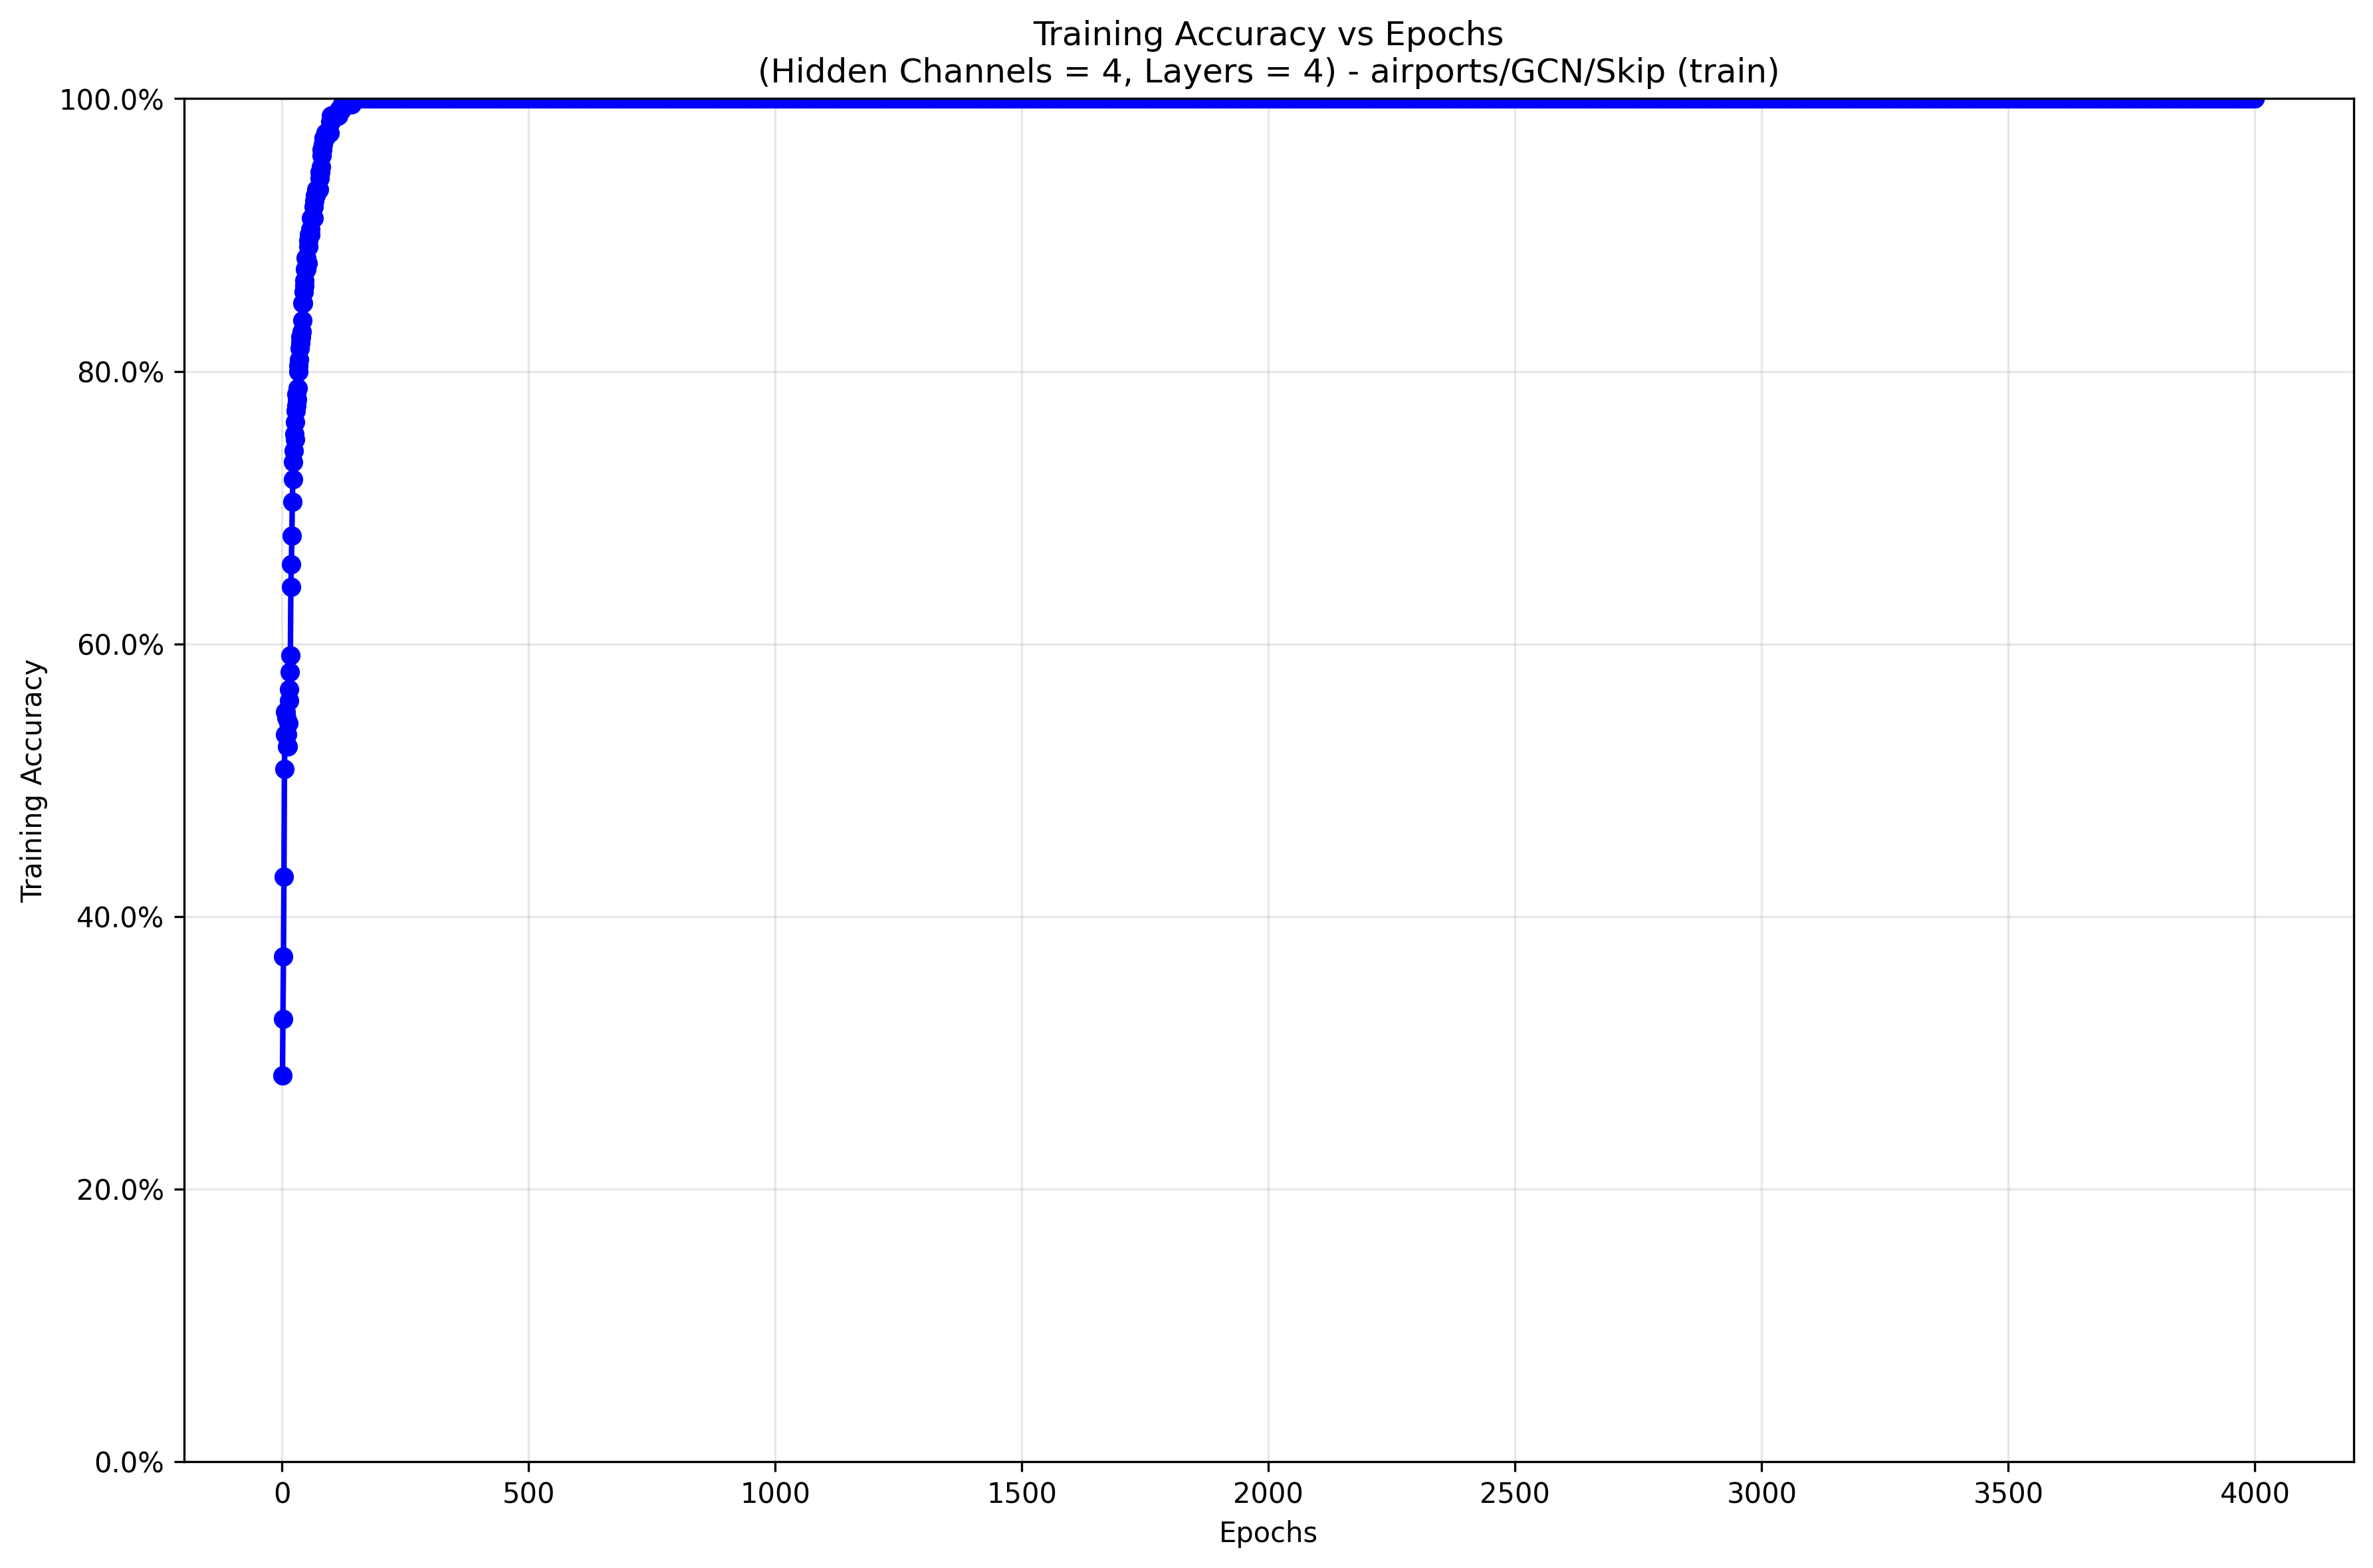 Training Accuracy vs Epochs
(Hidden Channels = 4, Layers = 4) - airports/GCN/Skip (train)
100.0%
80.0%
60.0%
40.0%
20.0%
0.0%
Training Accuracy
0 500 1000 1500 2000 2500 3000 3500 4000
Epochs